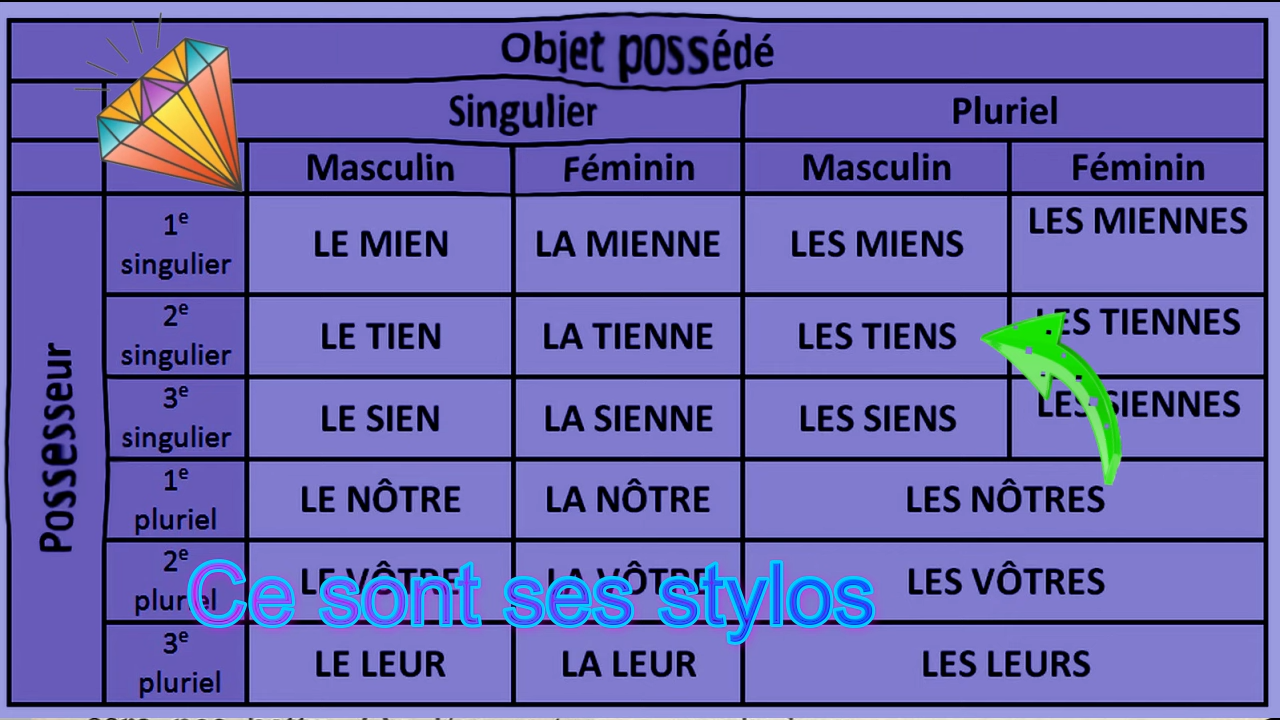 Objet possédé
Singulier Pluriel
Masculin Féminin Masculin Féminin
Possesseur
1e singulier LE MIEN LA MIENNE LES MIENS LES MIENNES
2e singulier LE TIEN LA TIENNE LES TIENS LES TIENNES
3e singulier LE SIEN LA SIENNE LES SIENS LES SIENNES
1e pluriel LE NÔTRE LA NÔTRE LES NÔTRES
2e pluriel LE VÔTRE LA VÔTRE LES VÔTRES
Ce sont ses stylos
3e pluriel LE LEUR LA LEUR LES LEURS